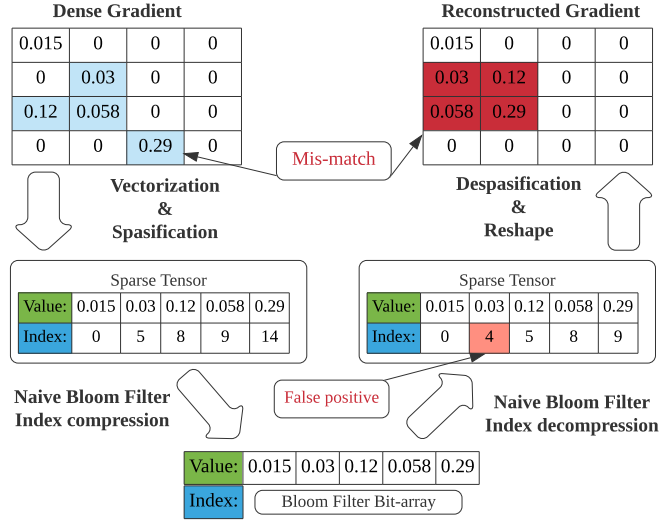 Dense Gradient
0.015 0 0 0
0 0.03 0 0
0.12 0.058 0 0
0 0 0.29 0
Reconstructed Gradient
0.015 0 0 0
0.03 0.12 0 0
0.058 0.29 0 0
0 0 0 0
Mis-match
Vectorization
&
Spasification
Despasification
&
Reshape
Sparse Tensor
Value: 0.015 0.03 0.12 0.058 0.29
Index: 0 5 8 9 14
Sparse Tensor
Value: 0.015 0.03 0.12 0.058 0.29
Index: 0 4 5 8 9
Naive Bloom Filter
Index compression
False positive
Naive Bloom Filter
Index decompression
Value: 0.015 0.03 0.12 0.058 0.29
Index: Bloom Filter Bit-array